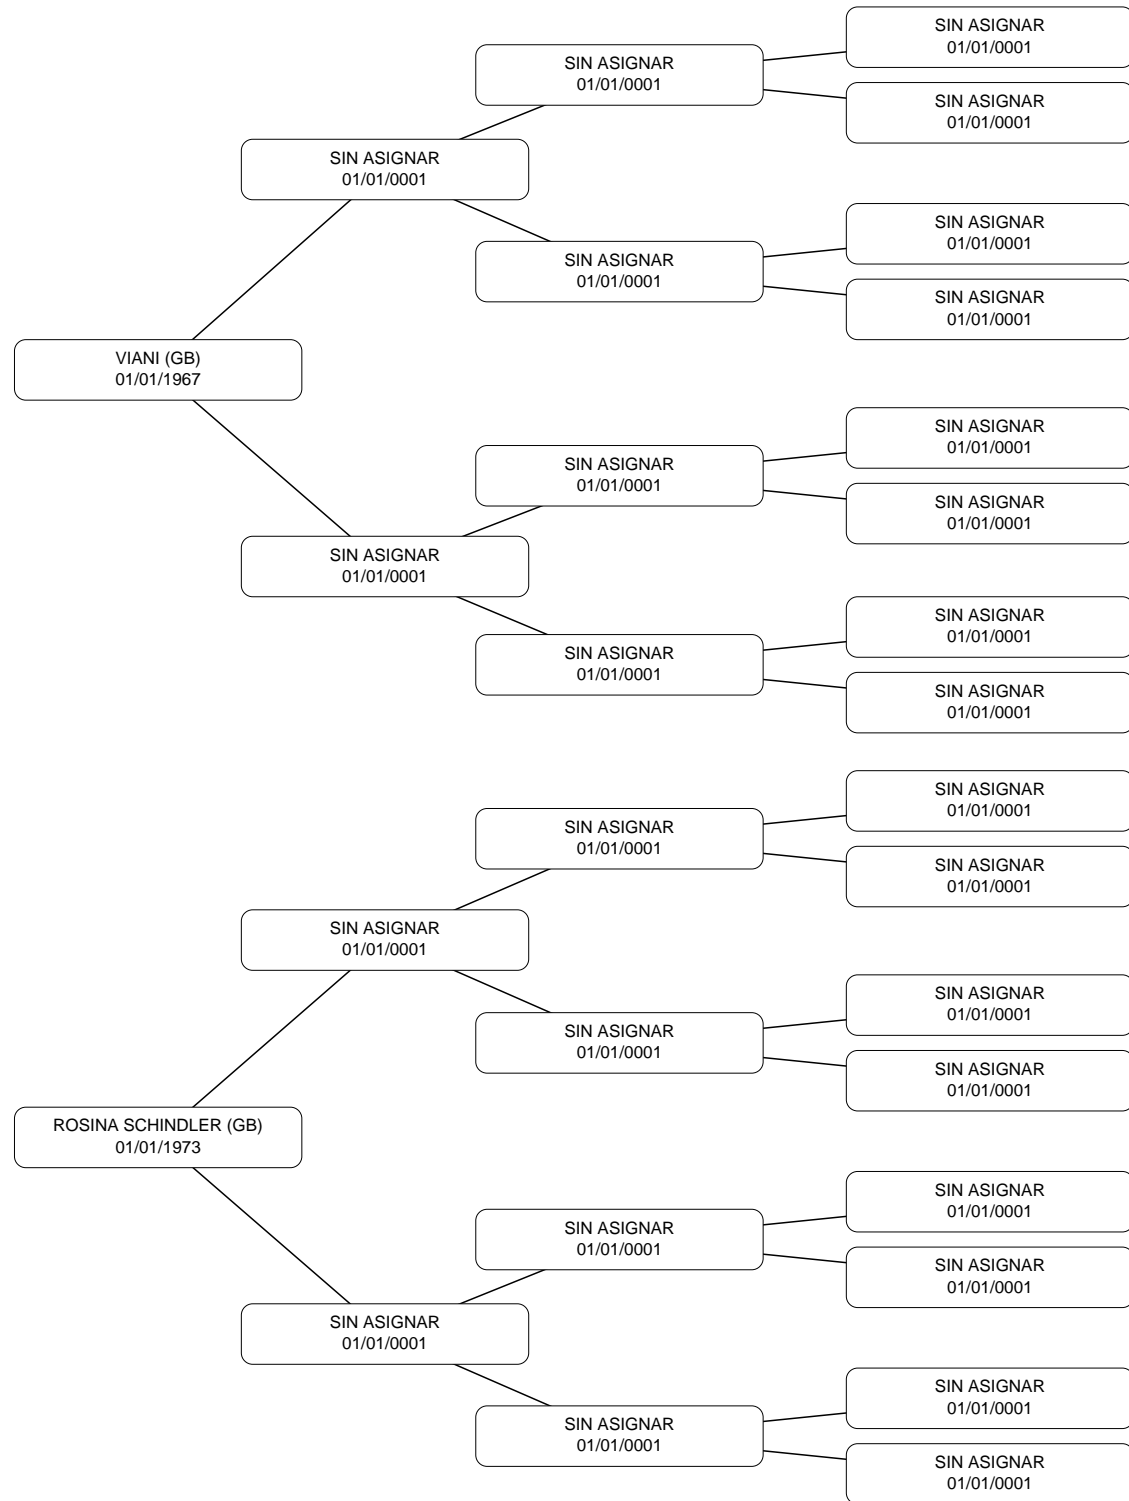 SIN ASIGNAR
01/01/0001
SIN ASIGNAR
01/01/0001
SIN ASIGNAR
01/01/0001
SIN ASIGNAR
01/01/0001
SIN ASIGNAR
01/01/0001
SIN ASIGNAR
01/01/0001
SIN ASIGNAR
01/01/0001
VIANI (GB)
01/01/1967
SIN ASIGNAR
01/01/0001
SIN ASIGNAR
01/01/0001
SIN ASIGNAR
01/01/0001
SIN ASIGNAR
01/01/0001
SIN ASIGNAR
01/01/0001
SIN ASIGNAR
01/01/0001
SIN ASIGNAR
01/01/0001
SIN ASIGNAR
01/01/0001
SIN ASIGNAR
01/01/0001
SIN ASIGNAR
01/01/0001
SIN ASIGNAR
01/01/0001
SIN ASIGNAR
01/01/0001
SIN ASIGNAR
01/01/0001
SIN ASIGNAR
01/01/0001
ROSINA SCHINDLER (GB)
01/01/1973
SIN ASIGNAR
01/01/0001
SIN ASIGNAR
01/01/0001
SIN ASIGNAR
01/01/0001
SIN ASIGNAR
01/01/0001
SIN ASIGNAR
01/01/0001
SIN ASIGNAR
01/01/0001
SIN ASIGNAR
01/01/0001